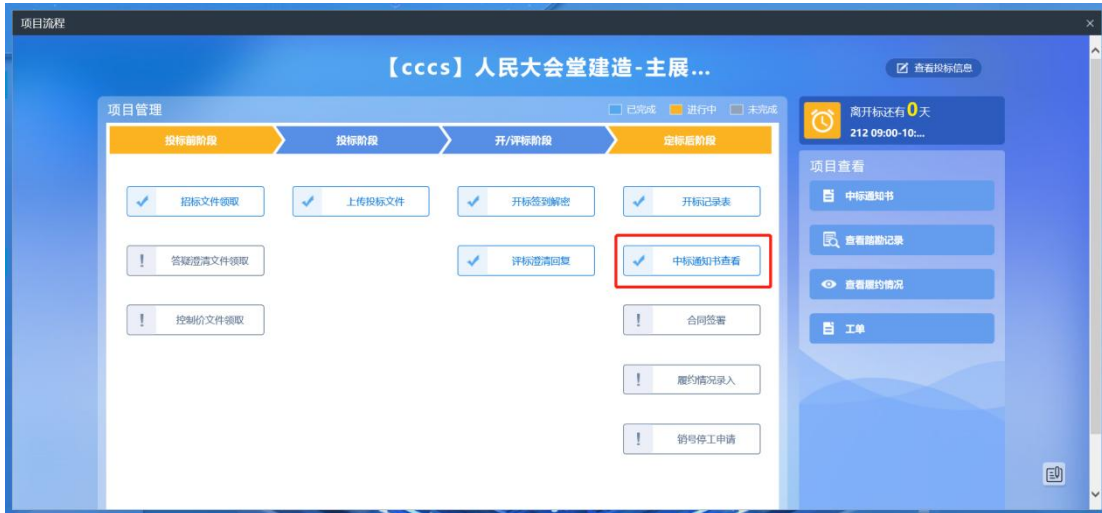 项目流程
【cccs】人民大会堂建造-主展...
查看投标信息
项目管理
已完成 进行中 未完成
投标前阶段 投标阶段 开/评标阶段 定标后阶段
招标文件领取 上传投标文件 开标签到解密 开标记录表
答疑澄清文件领取 评标澄清回复 中标通知书查看
控制价文件领取 合同签署
履约情况录入
销号停工申请
离开标还有0天
212 09:00-10:...
项目查看
中标通知书
查看踏勘记录
查看履约情况
工单